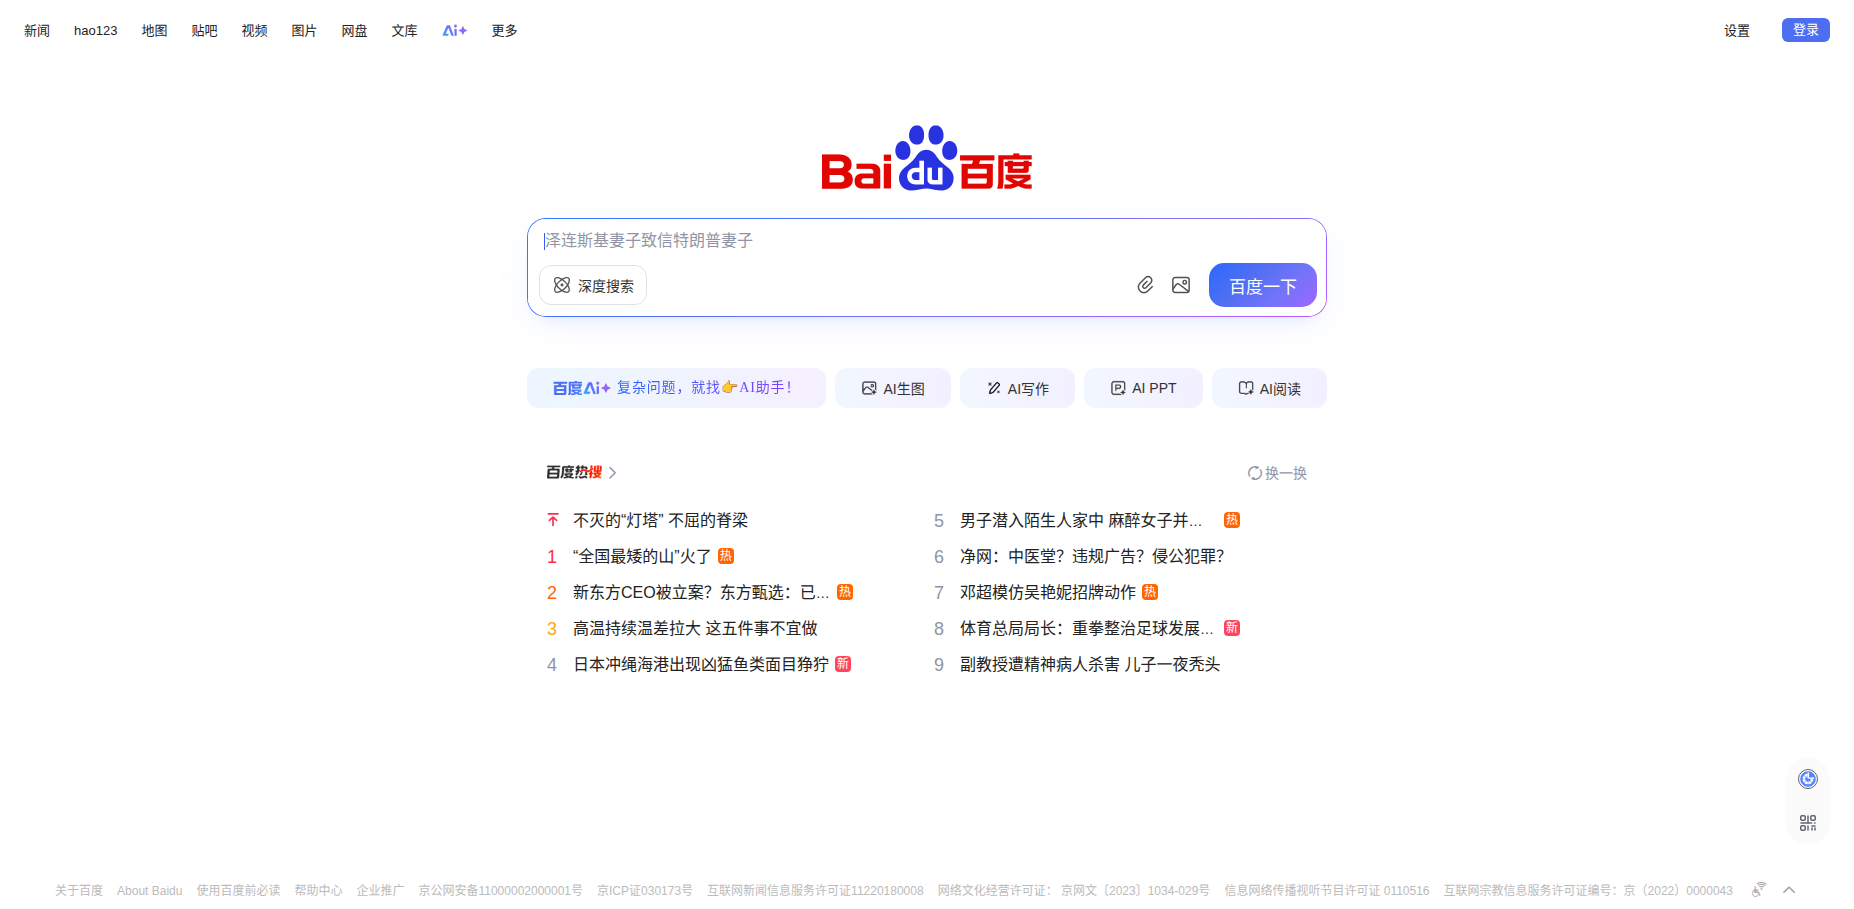 新闻 hao123 地图 贴吧 视频 图片 网盘 文库 Ai+ 更多 设置 登录
Bai du 百度
泽连斯基妻子致信特朗普妻子
深度搜索 百度一下
百度Ai+ 复杂问题，就找👉AI助手！ AI生图 AI写作 AI PPT AI阅读
百度热搜 换一换
不灭的“灯塔” 不屈的脊梁
1 “全国最矮的山”火了 热
2 新东方CEO被立案？东方甄选：已... 热
3 高温持续温差拉大 这五件事不宜做
4 日本冲绳海港出现凶猛鱼类面目狰狞 新
5 男子潜入陌生人家中 麻醉女子并... 热
6 净网：中医堂？违规广告？侵公犯罪？
7 邓超模仿吴艳妮招牌动作 热
8 体育总局局长：重拳整治足球发展... 新
9 副教授遭精神病人杀害 儿子一夜秃头
关于百度 About Baidu 使用百度前必读 帮助中心 企业推广 京公网安备11000002000001号 京ICP证030173号 互联网新闻信息服务许可证11220180008 网络文化经营许可证： 京网文〔2023〕1034-029号 信息网络传播视听节目许可证 0110516 互联网宗教信息服务许可证编号：京（2022）0000043